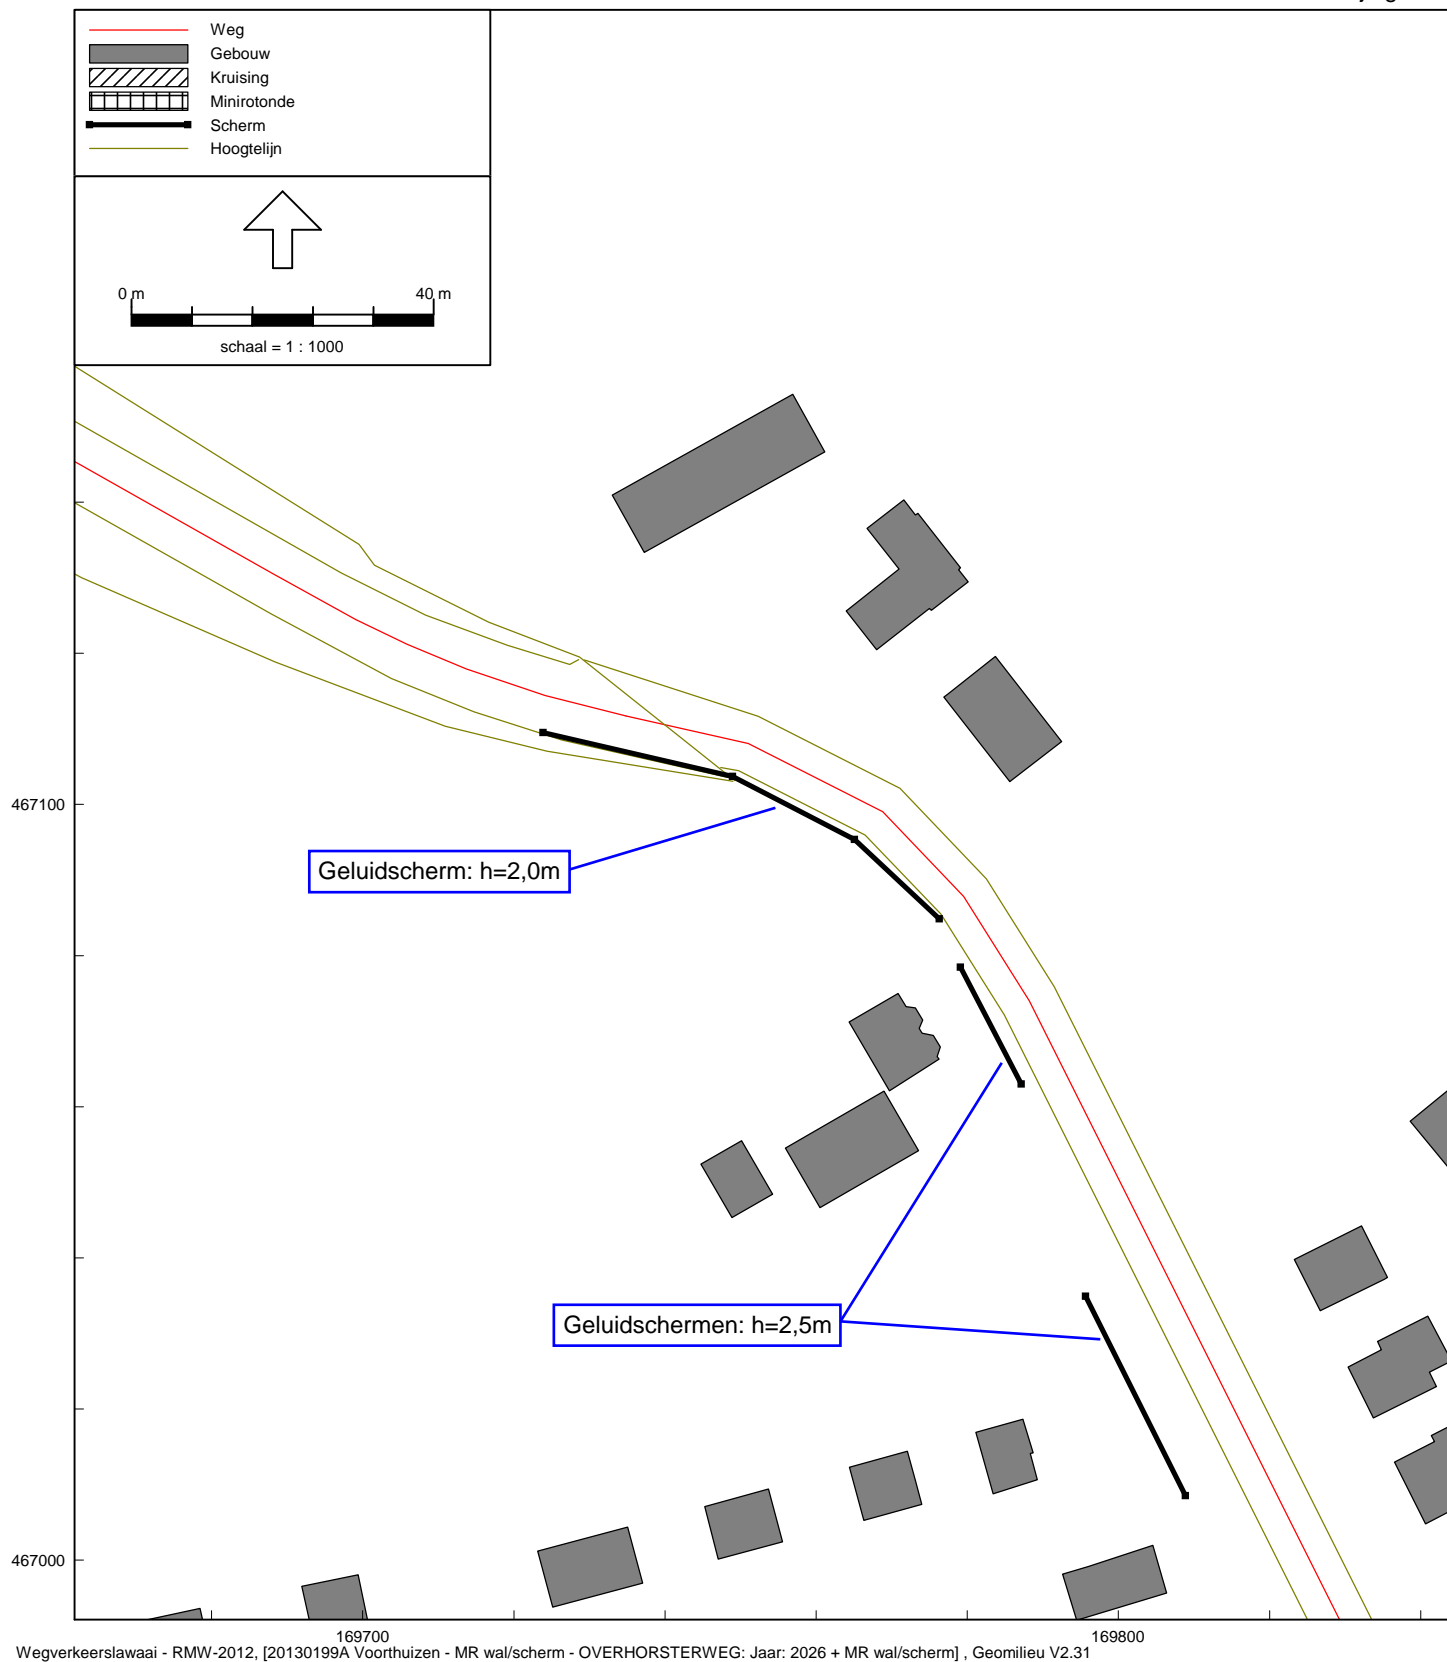 Weg
Gebouw
Kruising
Minirotonde
Scherm
Hoogtelijn
0 m 40 m
schaal = 1 : 1000
467100
Geluidscherm: h=2,0m
Geluidschermen: h=2,5m
467000
169700 169800
Wegverkeerslawaai - RMW-2012, [20130199A Voorthuizen - MR wal/scherm - OVERHORSTERWEG: Jaar: 2026 + MR wal/scherm] , Geomilieu V2.31